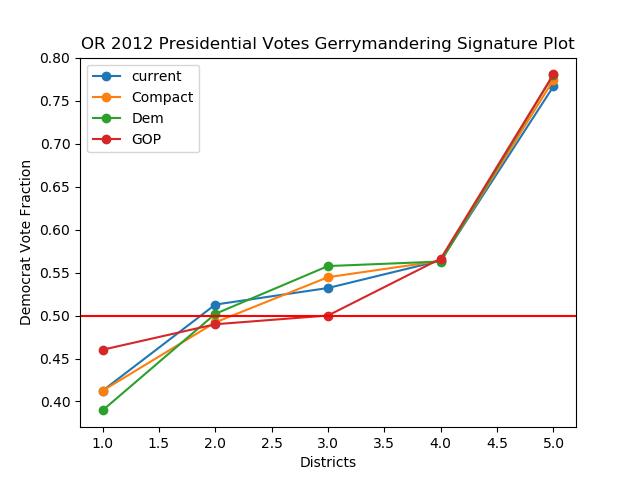 OR 2012 Presidential Votes Gerrymandering Signature Plot
current
Compact
Dem
GOP
0.80
0.75
0.70
0.65
0.60
0.55
0.50
0.45
0.40
Democrat Vote Fraction
1.0 1.5 2.0 2.5 3.0 3.5 4.0 4.5 5.0
Districts